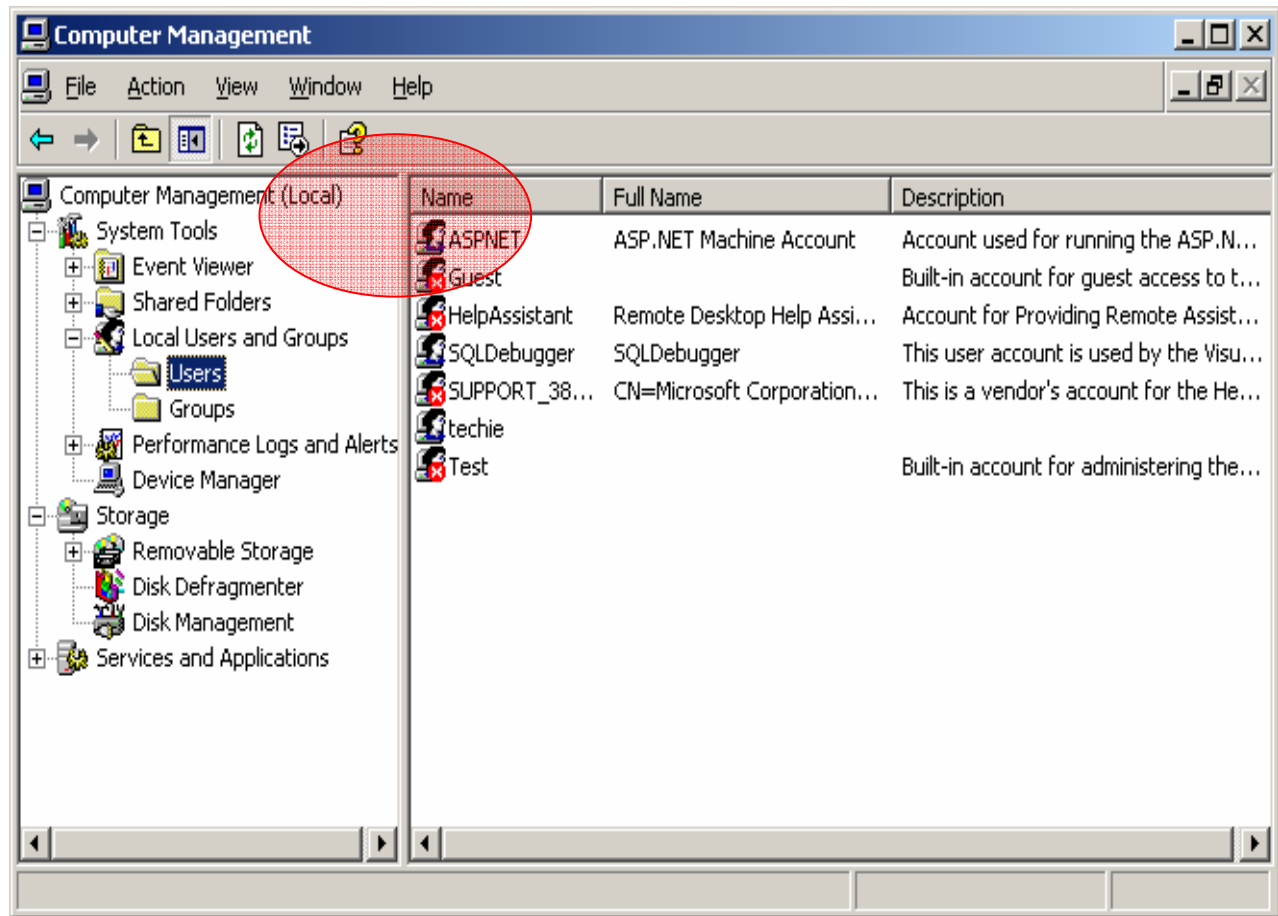 Computer Management
File Action View Window Help
Computer Management (Local)
System Tools
Event Viewer
Shared Folders
Local Users and Groups
Users
Groups
Performance Logs and Alerts
Device Manager
Storage
Removable Storage
Disk Defragmenter
Disk Management
Services and Applications
Name Full Name Description
ASPNET ASP.NET Machine Account Account used for running the ASP.N...
Guest Built-in account for guest access to t...
HelpAssistant Remote Desktop Help Assi... Account for Providing Remote Assist...
SQLDebugger SQLDebugger This user account is used by the Visu...
SUPPORT_38... CN=Microsoft Corporation... This is a vendor's account for the He...
techie
Test Built-in account for administering the...